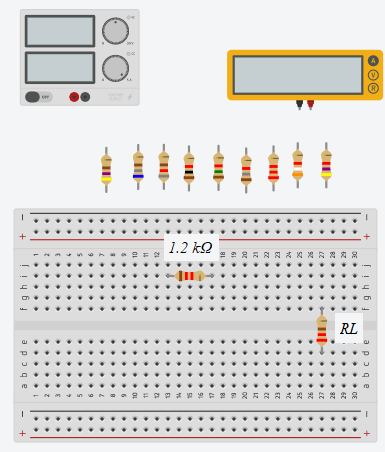 OFF
A
V
R
− −
+ +
1 2 3 4 5 6 7 8 9 10 11 12 13 14 15 16 17 18 19 20 21 22 23 24 25 26 27 28 29 30
1.2 kΩ
j j
i i
h h
g g
f f
RL
e e
d d
c c
b b
a a
1 2 3 4 5 6 7 8 9 10 11 12 13 14 15 16 17 18 19 20 21 22 23 24 25 26 27 28 29 30
− −
+ +